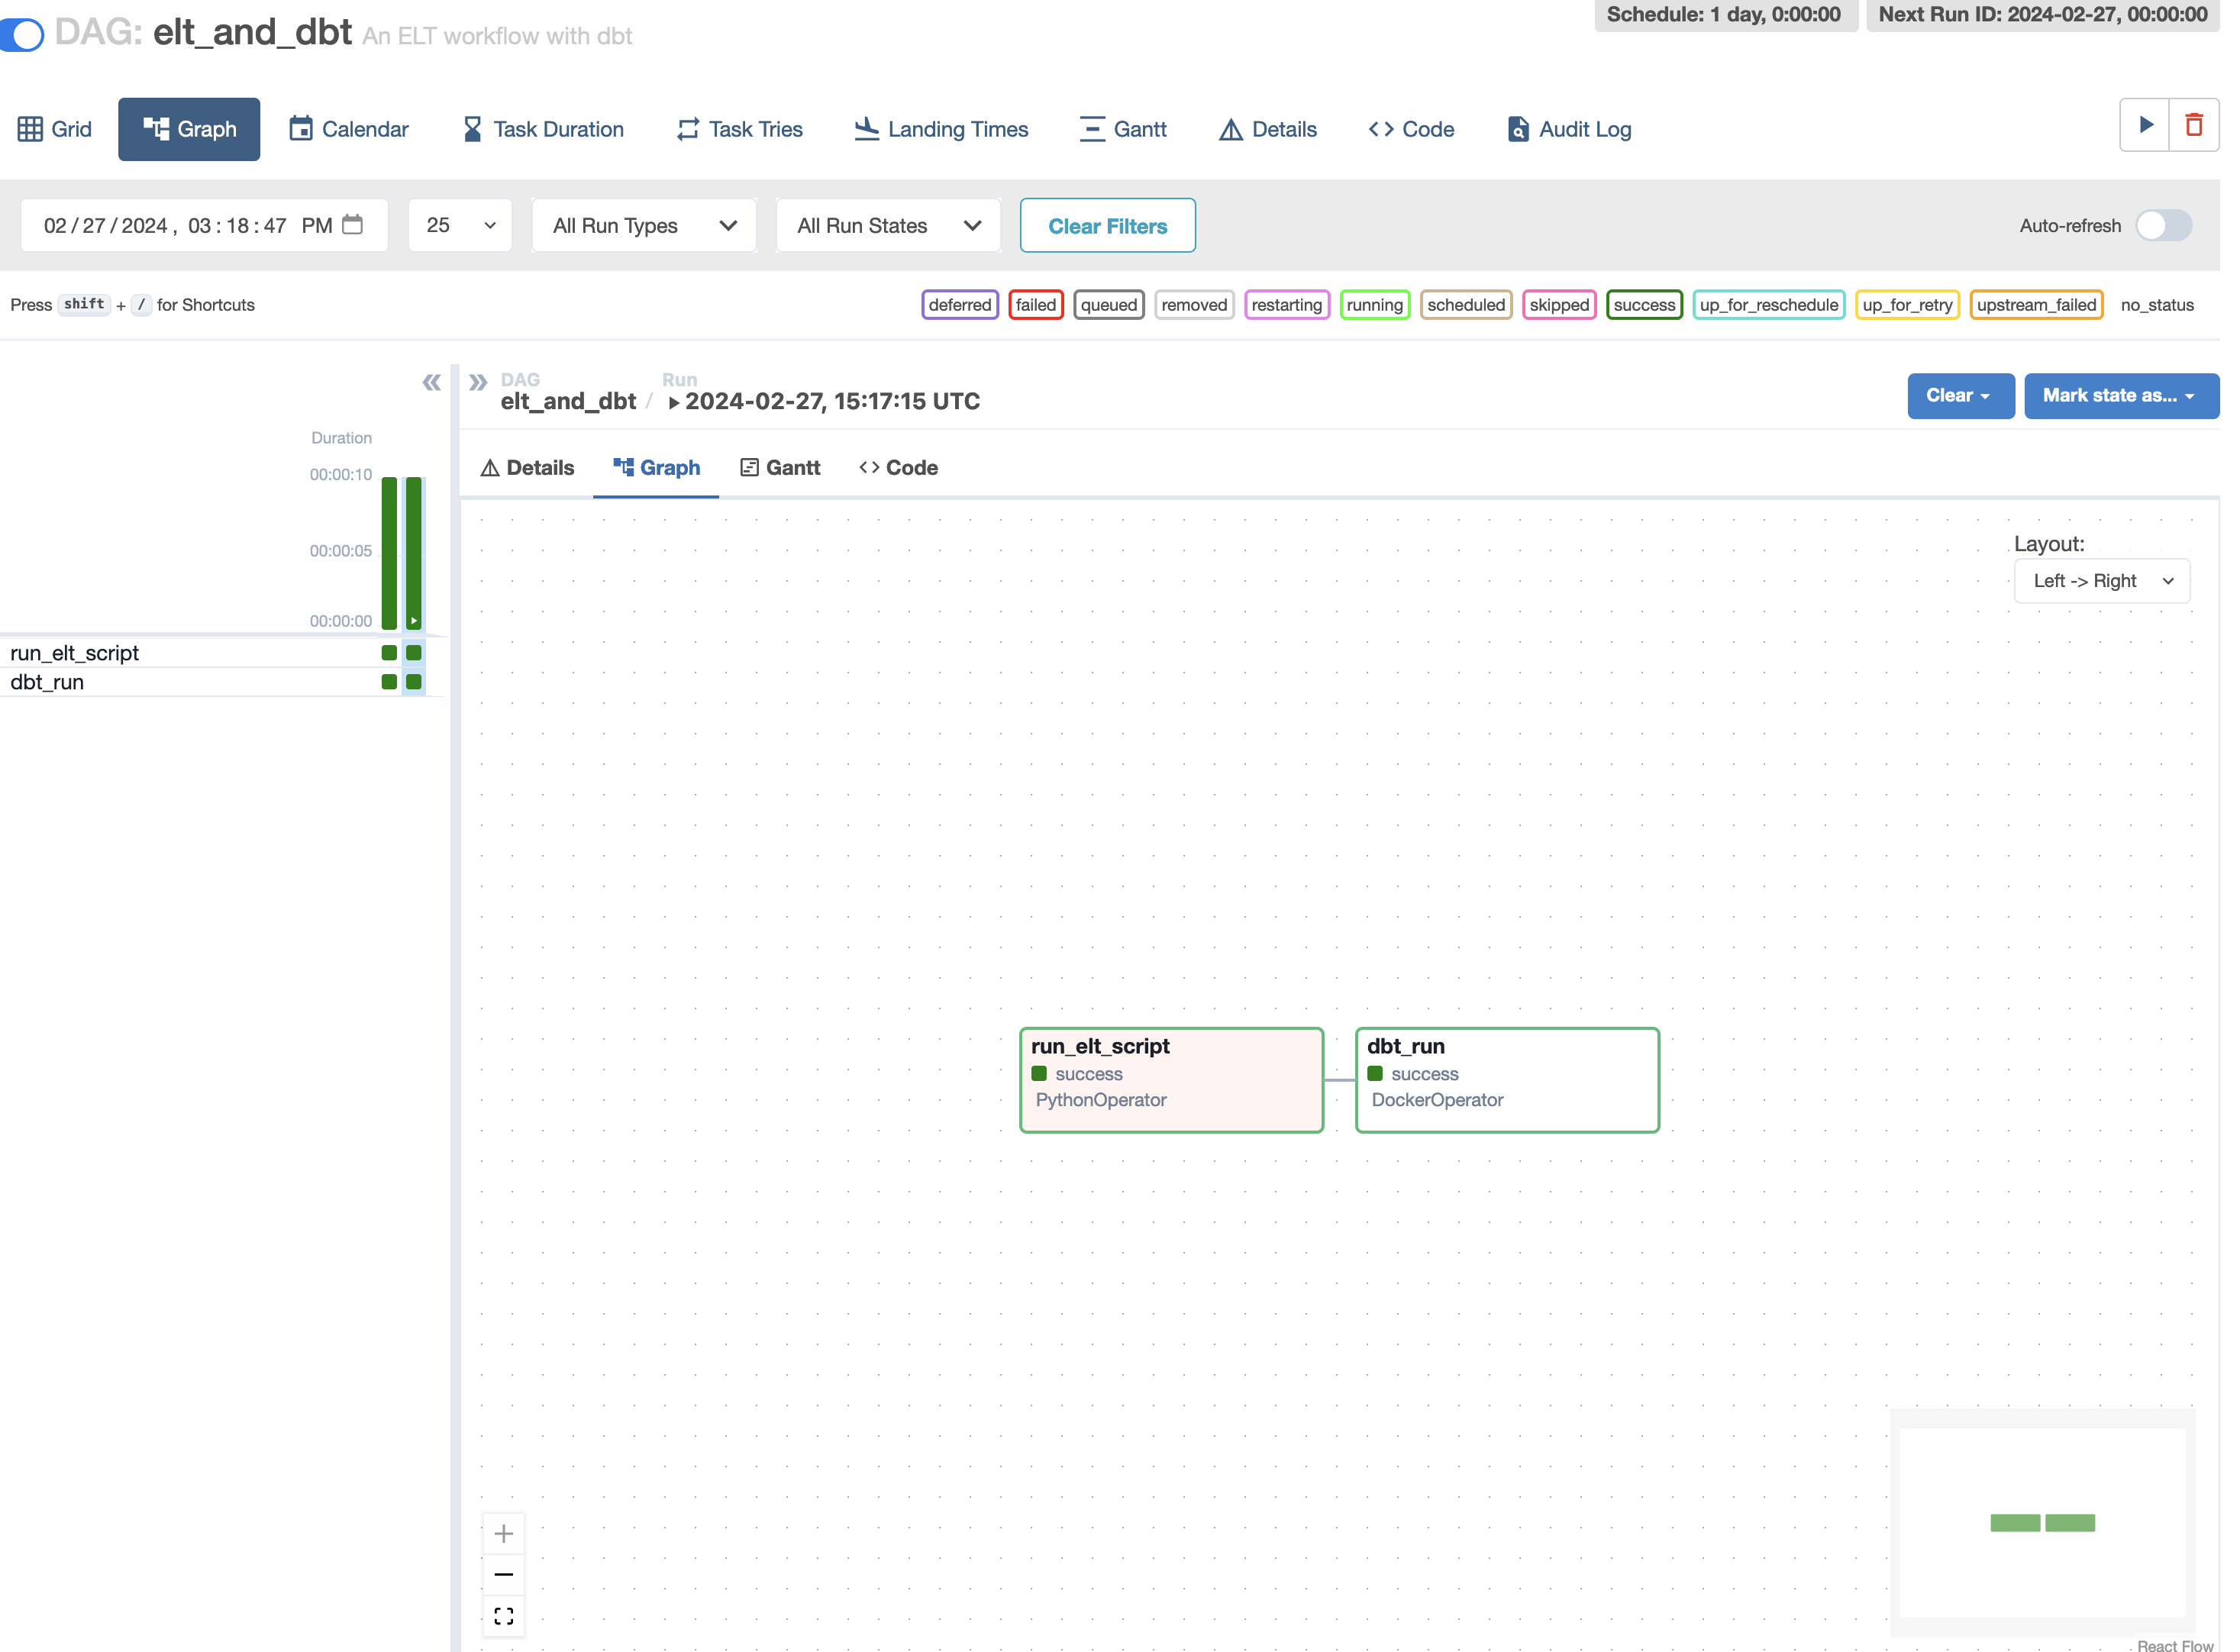 DAG: elt_and_dbt An ELT workflow with dbt
Schedule: 1 day, 0:00:00
Next Run ID: 2024-02-27, 00:00:00
Grid
Graph
Calendar
Task Duration
Task Tries
Landing Times
Gantt
Details
Code
Audit Log
02/27/2024, 03:18:47 PM
25
All Run Types
All Run States
Clear Filters
Auto-refresh
Press shift + / for Shortcuts
deferred
failed
queued
removed
restarting
running
scheduled
skipped
success
up_for_reschedule
up_for_retry
upstream_failed
no_status
Duration
00:00:10
00:00:05
00:00:00
run_elt_script
dbt_run
DAG
elt_and_dbt /
Run
2024-02-27, 15:17:15 UTC
Clear
Mark state as...
Details
Graph
Gantt
Code
Layout:
Left -> Right
run_elt_script
success
PythonOperator
dbt_run
success
DockerOperator
React Flow